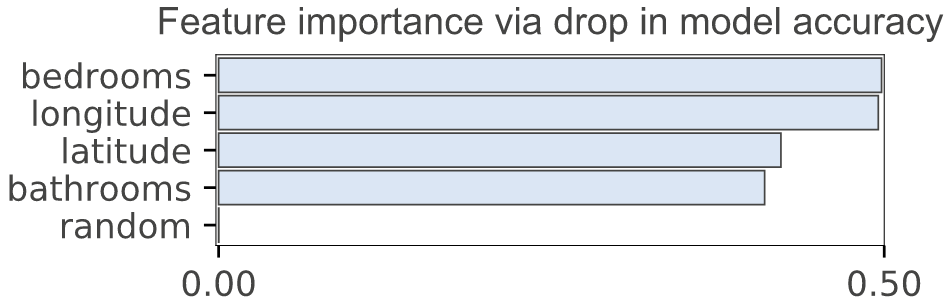 Feature importance via drop in model accuracy
bedrooms
longitude
latitude
bathrooms
random
0.00 0.50